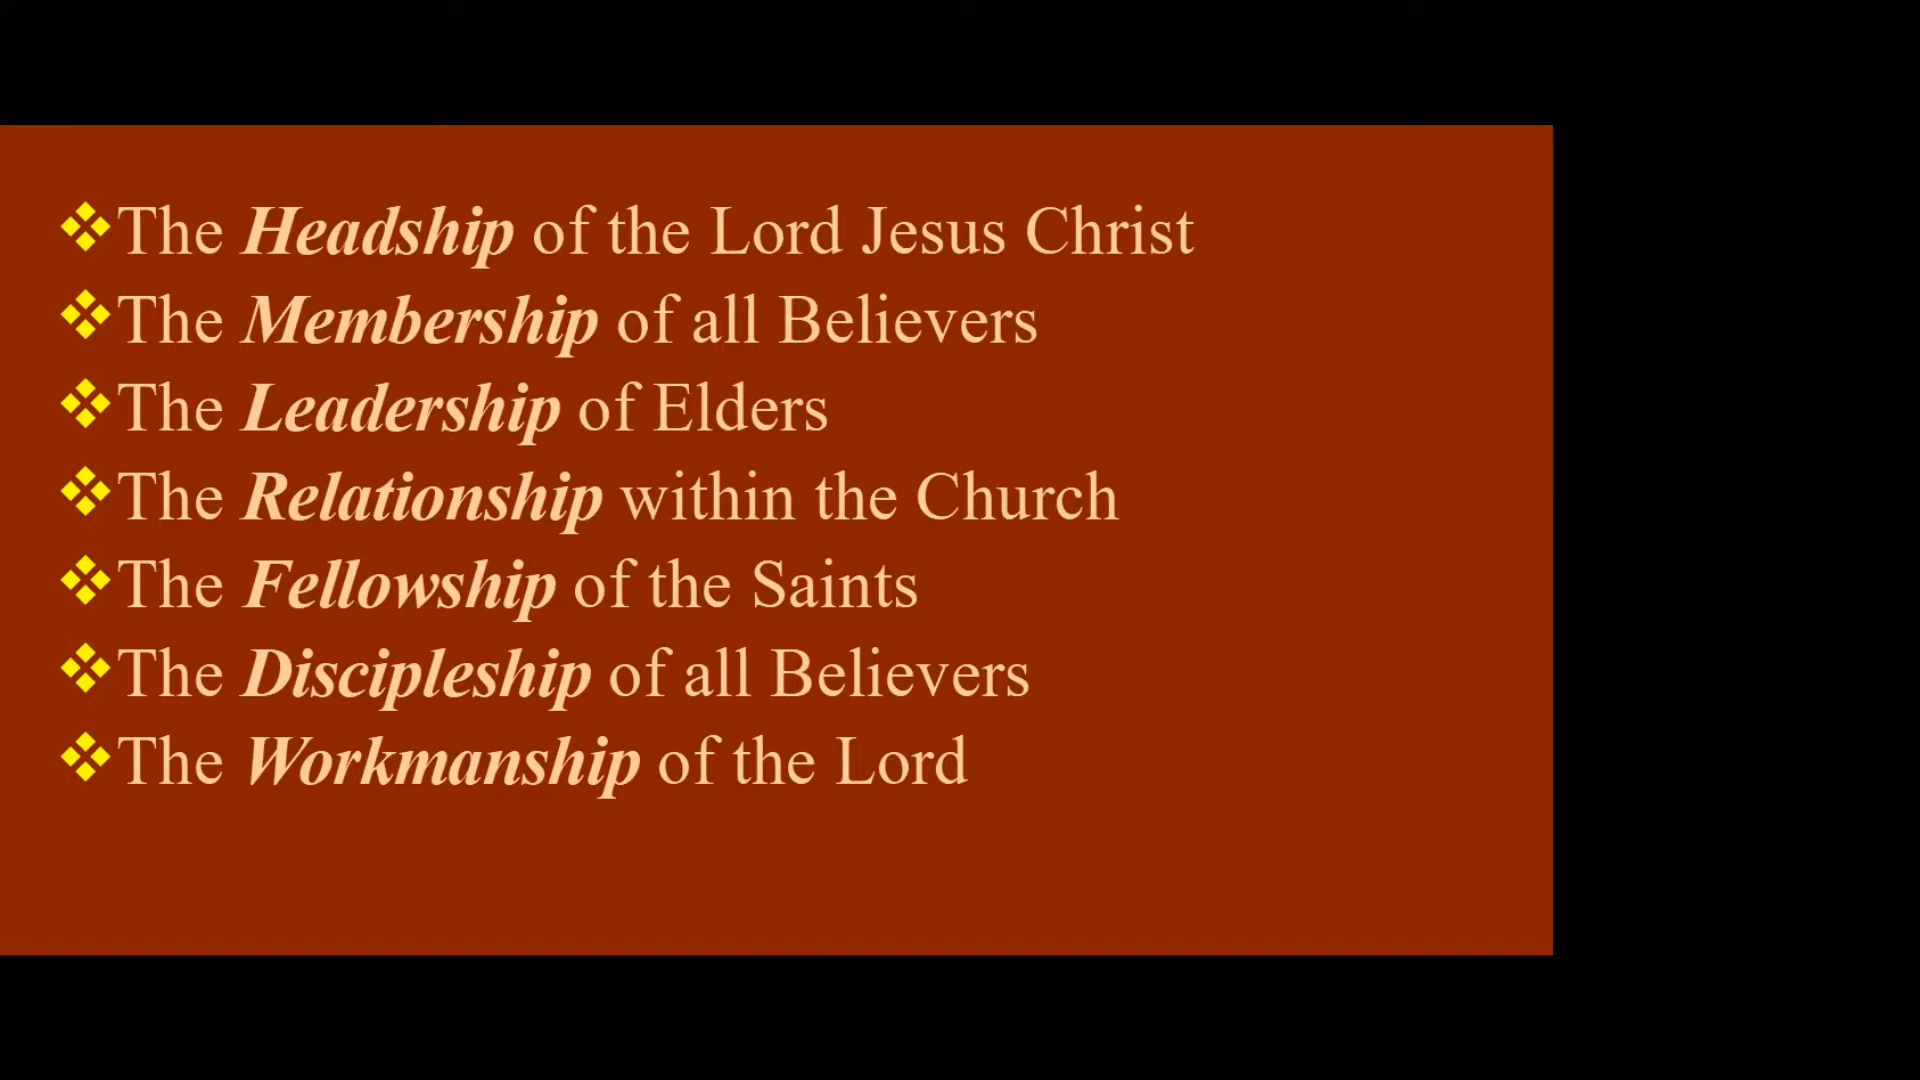 ❖The Headship of the Lord Jesus Christ
❖The Membership of all Believers
❖The Leadership of Elders
❖The Relationship within the Church
❖The Fellowship of the Saints
❖The Discipleship of all Believers
❖The Workmanship of the Lord